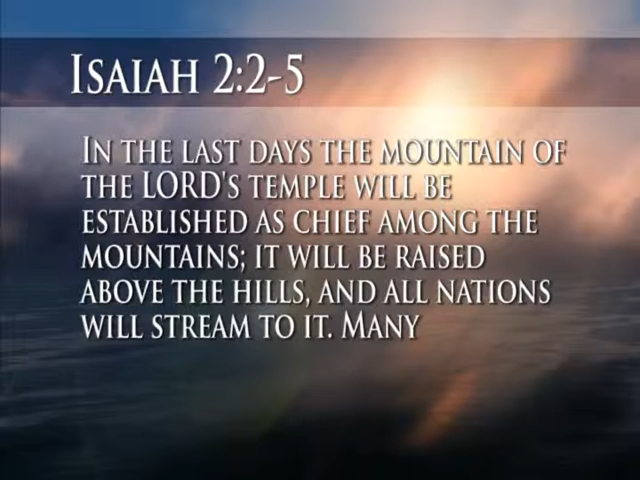 Isaiah 2:2-5
In the last days the mountain of
the LORD's temple will be
established as chief among the
mountains; it will be raised
above the hills, and all nations
will stream to it. Many